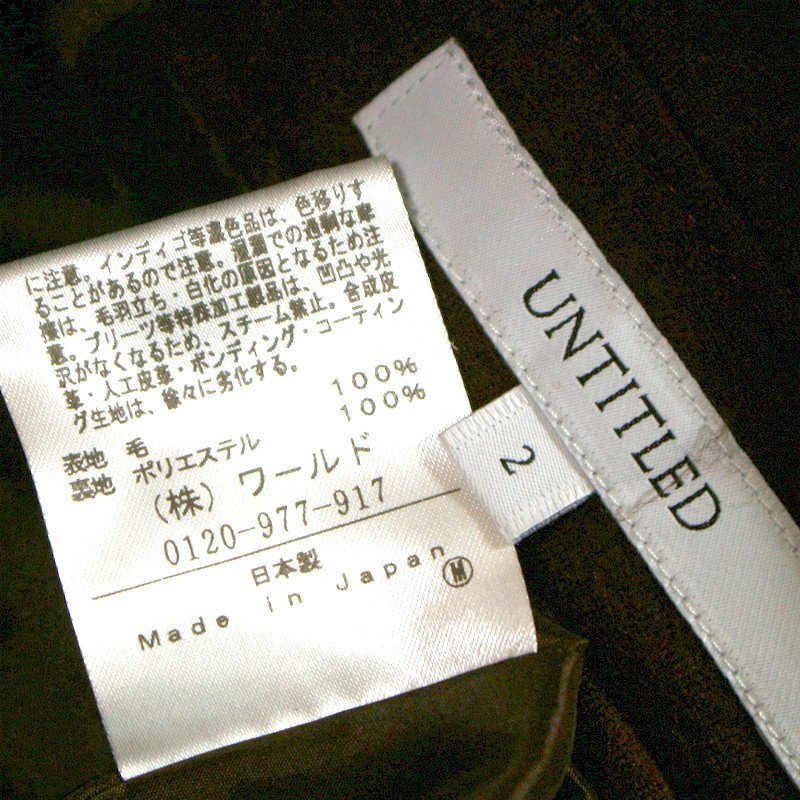 に注意。インディゴ等濃色品は、色移りす
ることがあるので注意。湿潤での過剰な摩
擦は、毛羽立ち・白化の原因となるため注
意。プリーツ等特殊加工製品は、凹凸や光
沢がなくなるため、スチーム禁止。合成皮
革・人工皮革・ボンディング・コーティン
グ生地は、徐々に劣化する。
表地 毛 100%
裏地 ポリエステル 100%
(株) ワールド
0120-977-917
日本製
Made in Japan M
2
UNTITLED